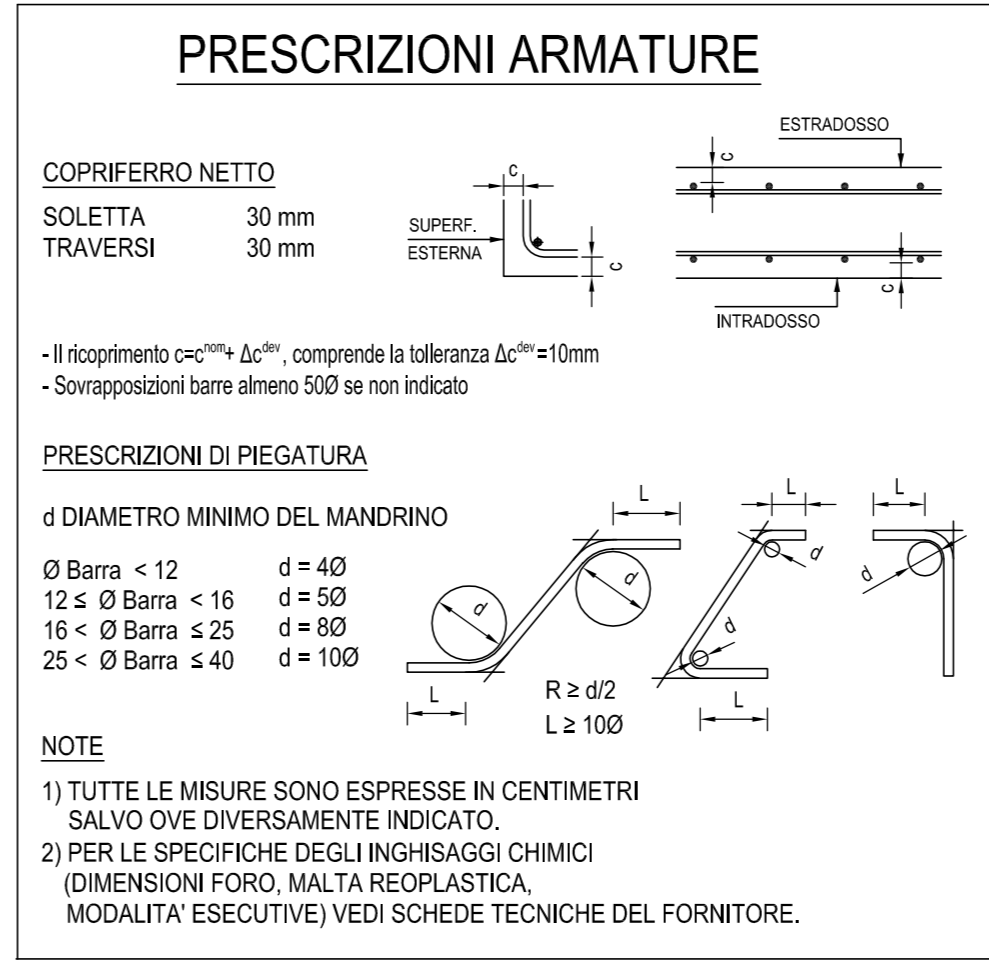 PRESCRIZIONI ARMATURE
COPRIFERRO NETTO
SOLETTA 30 mm
TRAVERSI 30 mm
c
SUPERF.
ESTERNA
c
ESTRADOSSO
c
c
INTRADOSSO
- Il ricoprimento c=c^nom+ Δc^dev, comprende la tolleranza Δc^dev=10mm
- Sovrapposizioni barre almeno 50Ø se non indicato
PRESCRIZIONI DI PIEGATURA
d DIAMETRO MINIMO DEL MANDRINO
Ø Barra < 12 d = 4Ø
12 ≤ Ø Barra < 16 d = 5Ø
16 < Ø Barra ≤ 25 d = 8Ø
25 < Ø Barra ≤ 40 d = 10Ø
L
d
d
L
L
d
d
L
L
d
R ≥ d/2
L ≥ 10Ø
NOTE
1) TUTTE LE MISURE SONO ESPRESSE IN CENTIMETRI
SALVO OVE DIVERSAMENTE INDICATO.
2) PER LE SPECIFICHE DEGLI INGHISAGGI CHIMICI
(DIMENSIONI FORO, MALTA REOPLASTICA,
MODALITA' ESECUTIVE) VEDI SCHEDE TECNICHE DEL FORNITORE.